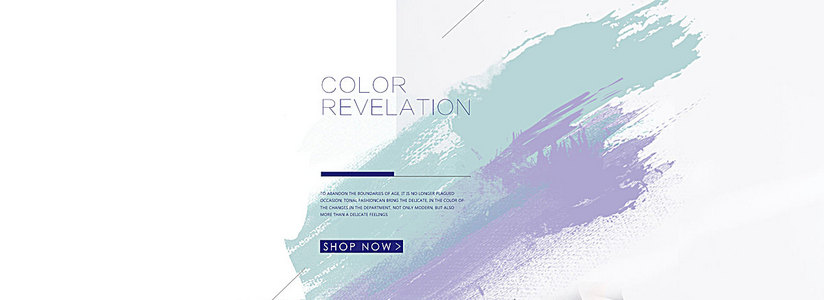 COLOR
REVELATION
TO ABANDON THE BOUNDARIES OF AGE, IT IS NO LONGER PLAGUED
OCCASION. TONAL FASHIONCAN BRING THE DELICATE, IN THE COLOR OF
THE CHANGES IN THE DEPARTMENT, NOT ONLY MODERN, BUT ALSO
MORE THAN A DELICATE FEELINGS.
SHOP NOW >